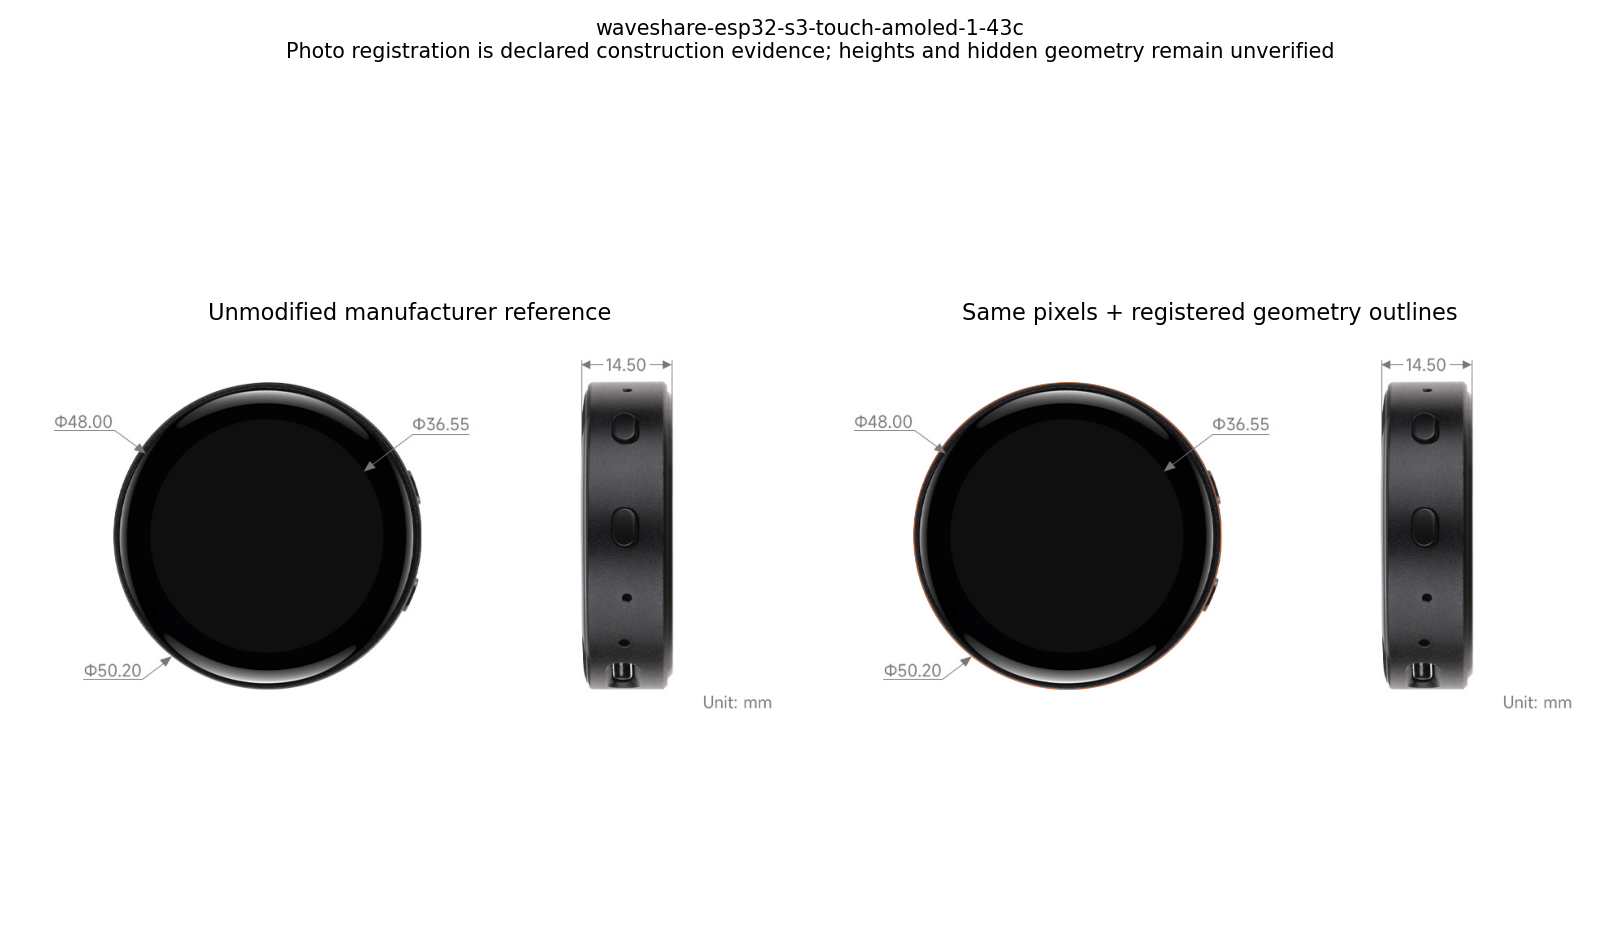 waveshare-esp32-s3-touch-amoled-1-43c
Photo registration is declared construction evidence; heights and hidden geometry remain unverified
Unmodified manufacturer reference
14.50
Φ48.00
Φ36.55
Φ50.20
Unit: mm
Same pixels + registered geometry outlines
14.50
Φ48.00
Φ36.55
Φ50.20
Unit: mm